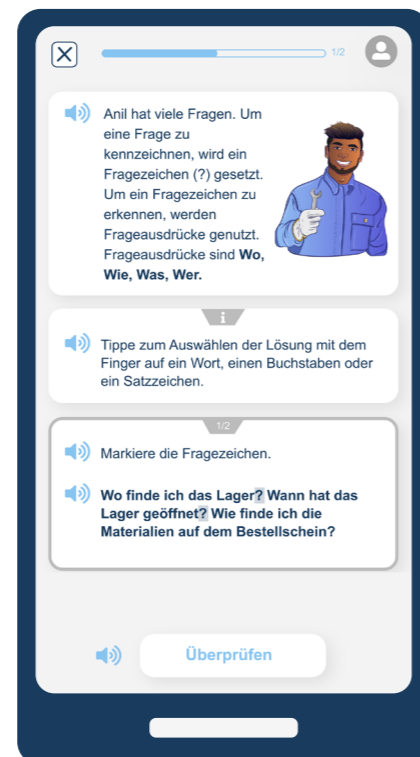 1/2
Anil hat viele Fragen. Um
eine Frage zu
kennzeichnen, wird ein
Fragezeichen (?) gesetzt.
Um ein Fragezeichen zu
erkennen, werden
Frageausdrücke genutzt.
Frageausdrücke sind Wo,
Wie, Was, Wer.
i
Tippe zum Auswählen der Lösung mit dem
Finger auf ein Wort, einen Buchstaben oder
ein Satzzeichen.
1/2
Markiere die Fragezeichen.
Wo finde ich das Lager? Wann hat das
Lager geöffnet? Wie finde ich die
Materialien auf dem Bestellschein?
Überprüfen